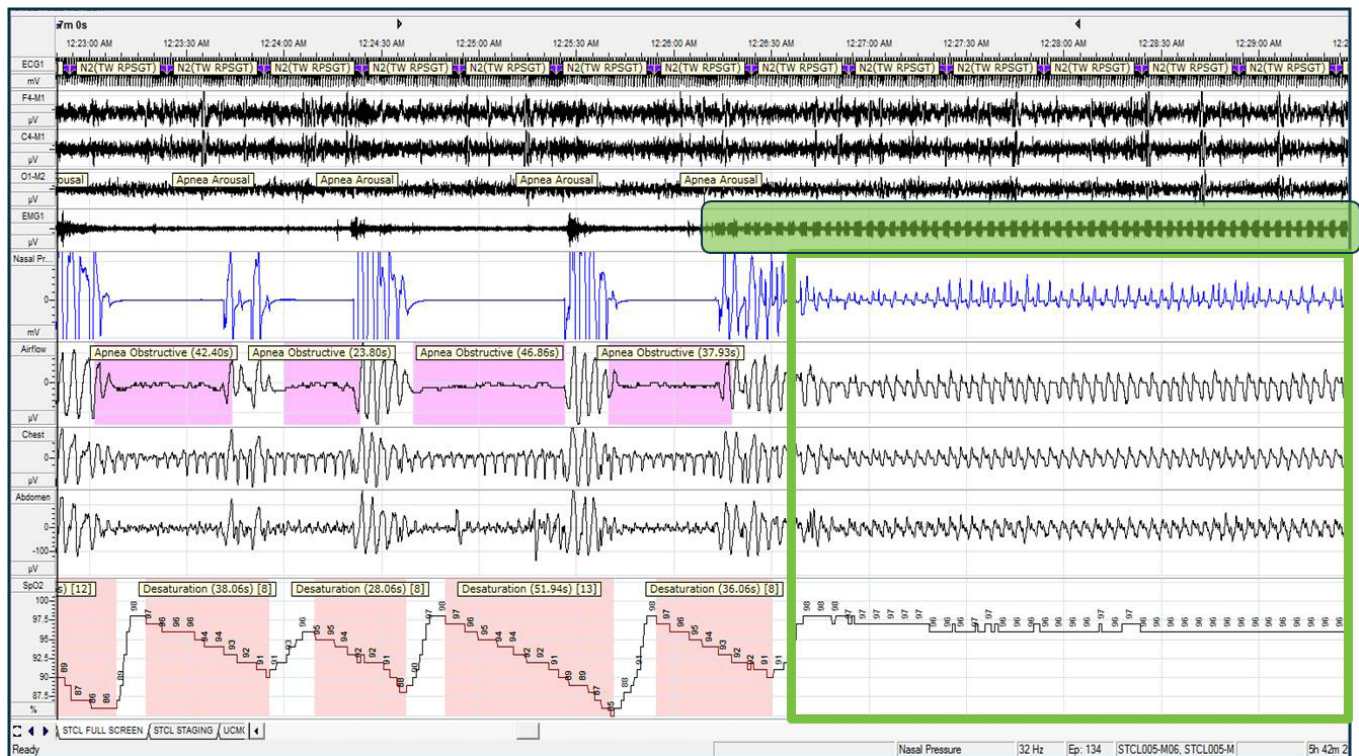 7m 0s
12:23:00 AM 12:23:30 AM 12:24:00 AM 12:24:30 AM 12:25:00 AM 12:25:30 AM 12:26:00 AM 12:26:30 AM 12:27:00 AM 12:27:30 AM 12:28:00 AM 12:28:30 AM 12:29:00 AM 12:2
ECG1
N2(TW RPSGT) N2(TW RPSGT) N2(TW RPSGT) N2(TW RPSGT) N2(TW RPSGT) N2(TW RPSGT) N2(TW RPSGT) N2(TW RPSGT) N2(TW RPSGT) N2(TW RPSGT) N2(TW RPSGT) N2(TW RPSGT) N2(TW RPSGT)
mV
F4-M1
µV
C4-M1
µV
O1-M2
ousal Apnea Arousal Apnea Arousal Apnea Arousal Apnea Arousal
µV
EMG1
µV
Nasal Pr...
0
mV
Airflow
Apnea Obstructive (42.40s) Apnea Obstructive (23.80s) Apnea Obstructive (46.86s) Apnea Obstructive (37.93s)
0
µV
Chest
0
µV
Abdomen
0
-100
µV
SpO2
s) [12] Desaturation (38.06s) [8] Desaturation (28.06s) [8] Desaturation (51.94s) [13] Desaturation (36.06s) [8]
100
97.5
95
92.5
90
87.5
%
STCL FULL SCREEN STCL STAGING UCM
Ready Nasal Pressure 32 Hz Ep: 134 STCL005-M06, STCL005-M 5h 42m 2